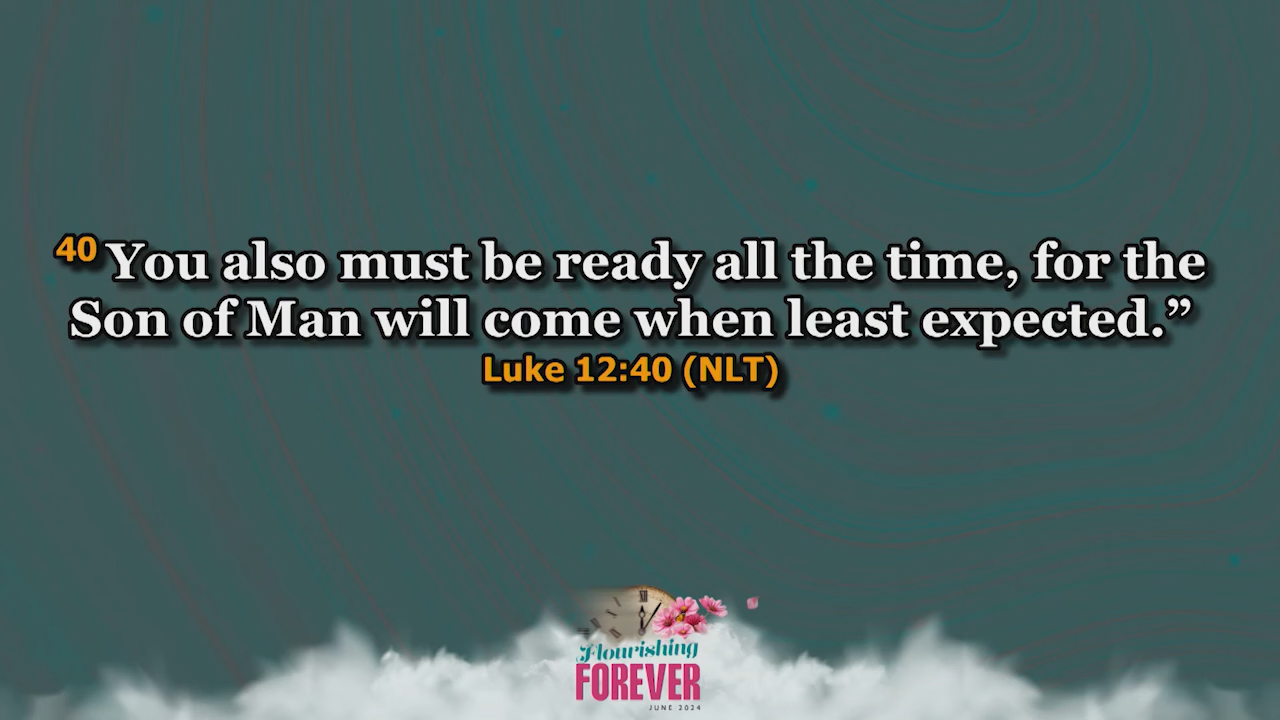 40 You also must be ready all the time, for the
Son of Man will come when least expected.”
Luke 12:40 (NLT)
XII
Flourishing
FOREVER
JUNE 2024